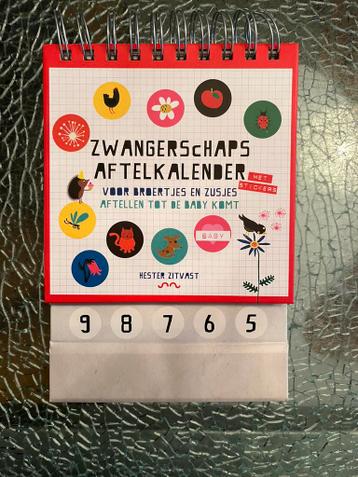 ZWANGERSCHAPS
AFTELKALENDER
MET
STICKERS
VOOR BROERTJES EN ZUSJES
AFTELLEN TOT DE BABY KOMT
BABY
HESTER ZITVAST
9 8 7 6 5